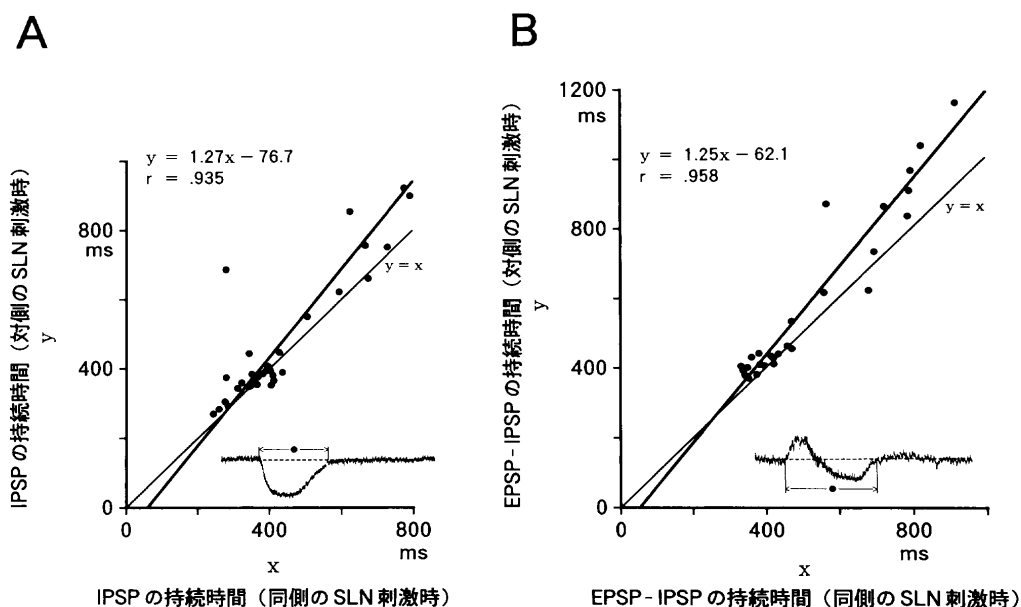 A
y = 1.27x − 76.7
r = .935
IPSP の持続時間（対側の SLN 刺激時）
y
800
ms
400
0
y = x
0
400
800
ms
x
IPSP の持続時間（同側の SLN 刺激時）
B
1200
ms
y = 1.25x − 62.1
r = .958
EPSP - IPSP の持続時間（対側の SLN 刺激時）
y
800
400
0
y = x
0
400
800
ms
x
EPSP - IPSP の持続時間（同側の SLN 刺激時）